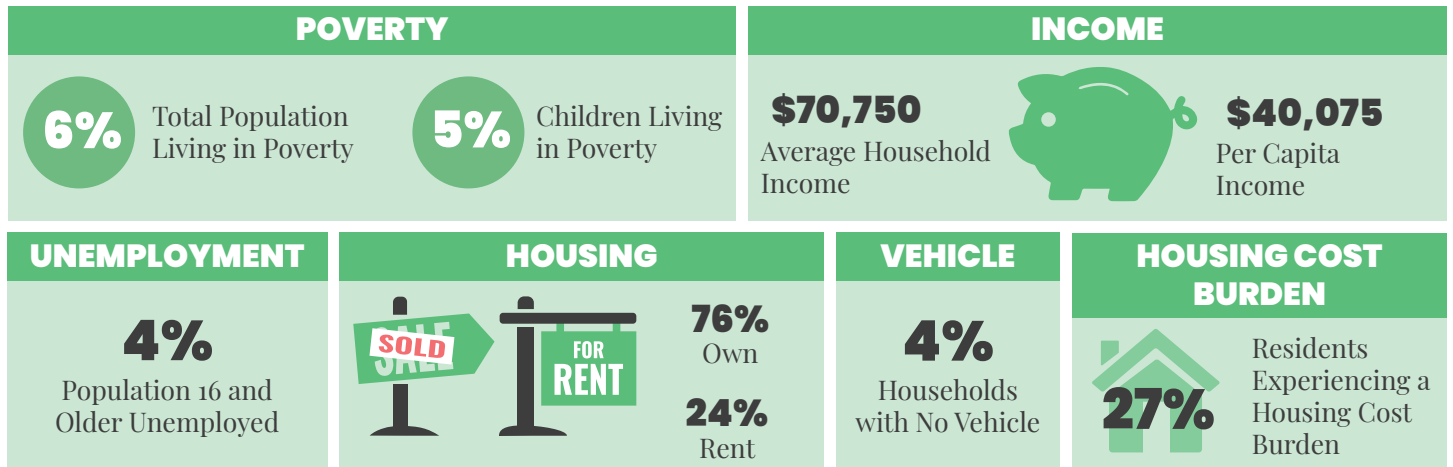 POVERTY
6%
Total Population
Living in Poverty
5%
Children Living
in Poverty
INCOME
$70,750
Average Household
Income
$40,075
Per Capita
Income
UNEMPLOYMENT
4%
Population 16 and
Older Unemployed
HOUSING
SALE
SOLD
FOR
RENT
76%
Own
24%
Rent
VEHICLE
4%
Households
with No Vehicle
HOUSING COST
BURDEN
27%
Residents
Experiencing a
Housing Cost
Burden